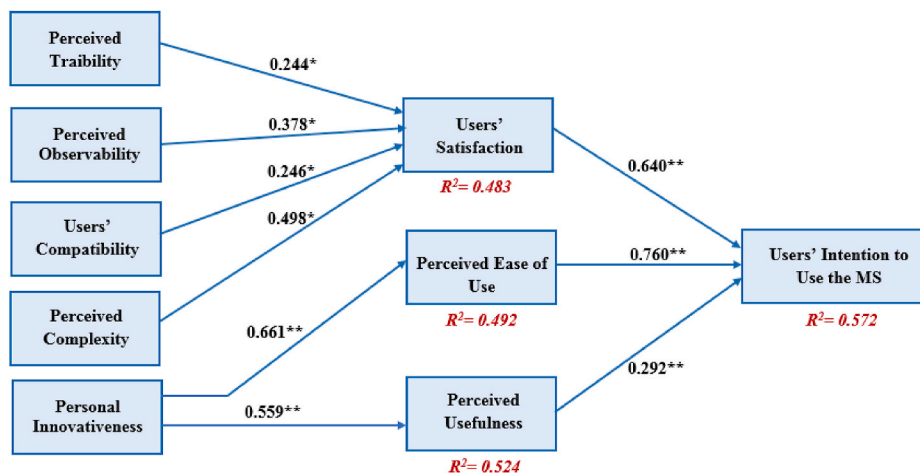 Perceived
Traibility
0.244*
Perceived
Observability
0.378*
Users'
Satisfaction
R²= 0.483
0.640**
Users'
Compatibility
0.246*
0.498*
Perceived Ease of
Use
R²= 0.492
0.760**
Users' Intention to
Use the MS
R²= 0.572
Perceived
Complexity
0.661**
0.292**
Personal
Innovativeness
0.559**
Perceived
Usefulness
R²= 0.524